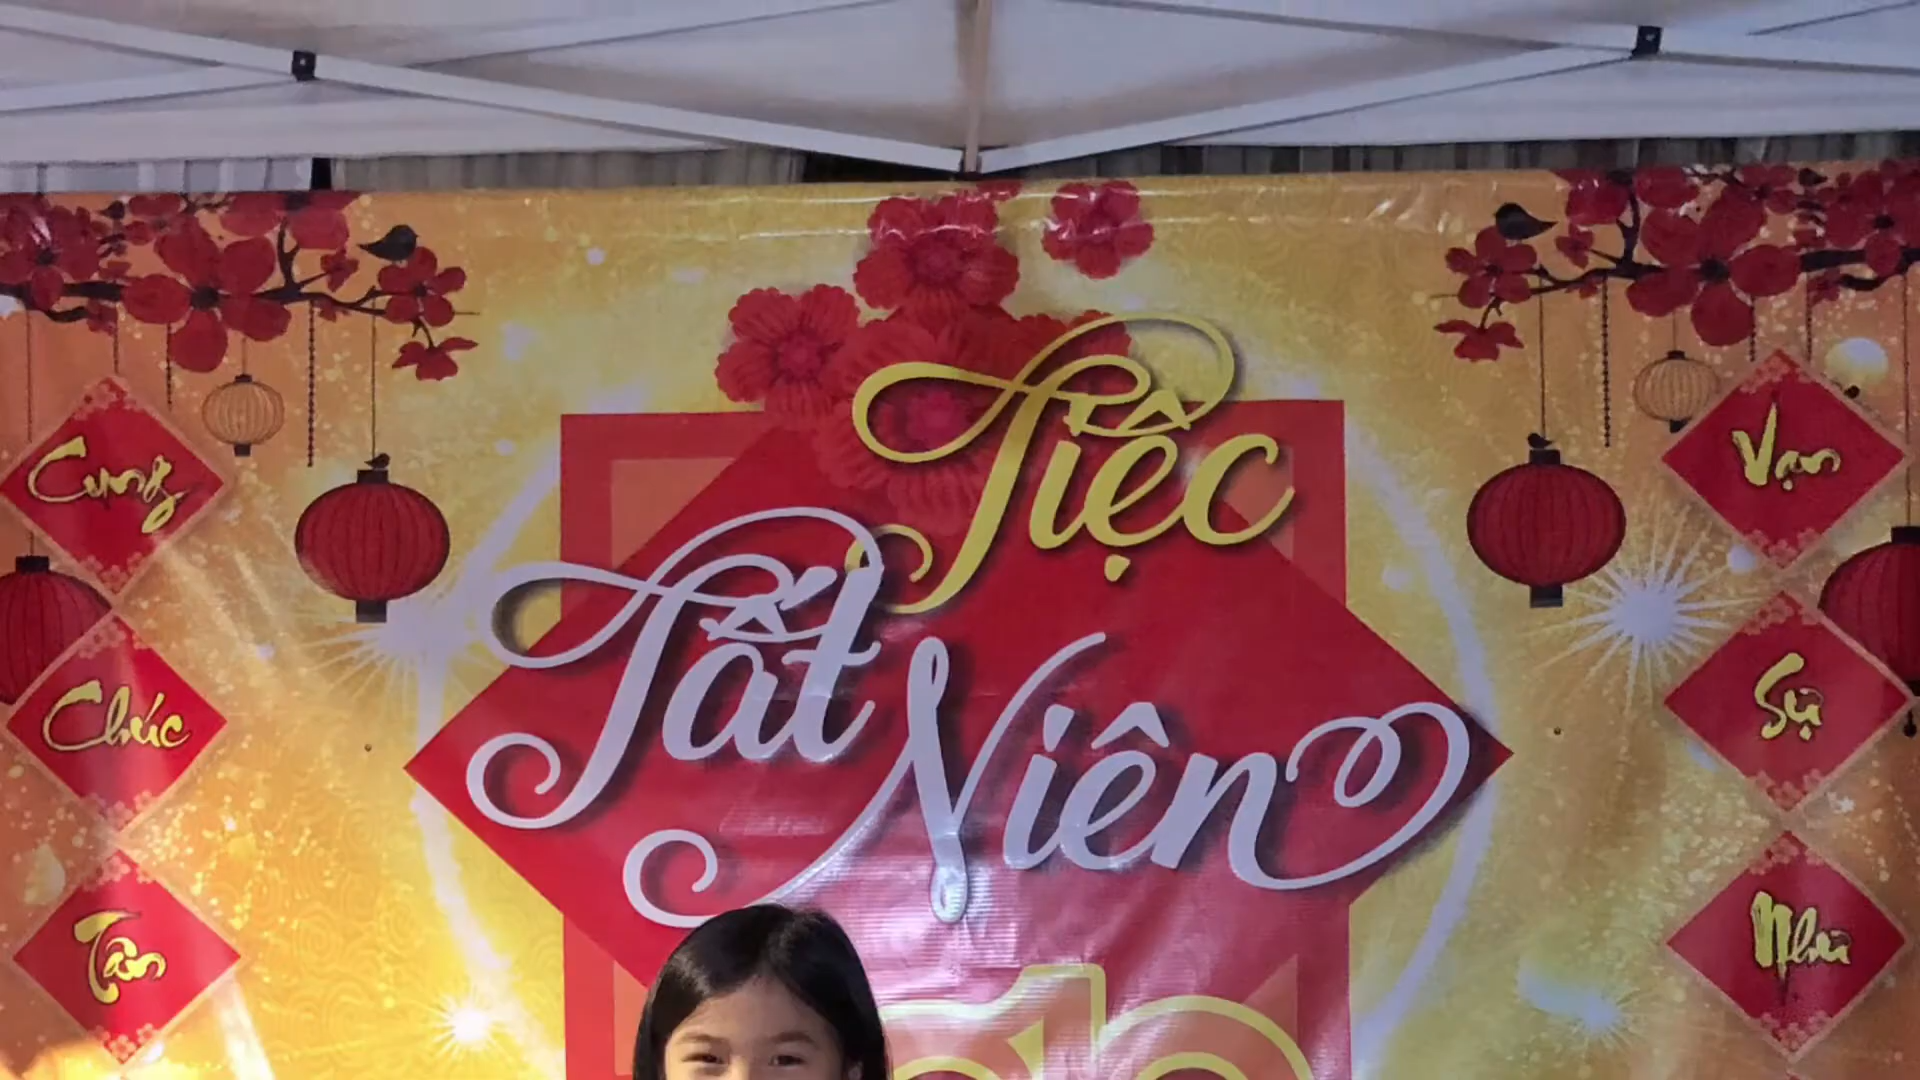 Tiệc
Tất Niên
Cung
Chúc
Tân
Vạn
Sự
Như